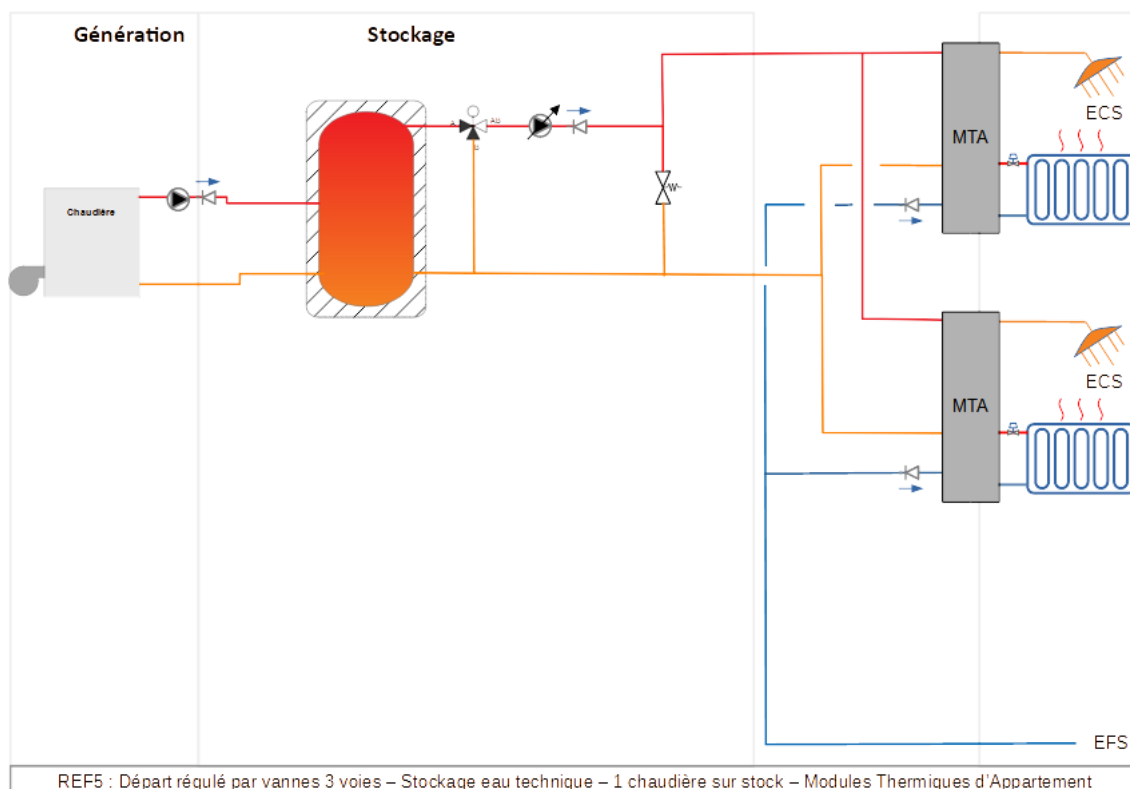 Génération
Stockage
A
AB
B
Chaudière
MTA
ECS
MTA
ECS
EFS
REF5 : Départ régulé par vannes 3 voies – Stockage eau technique – 1 chaudière sur stock – Modules Thermiques d'Appartement